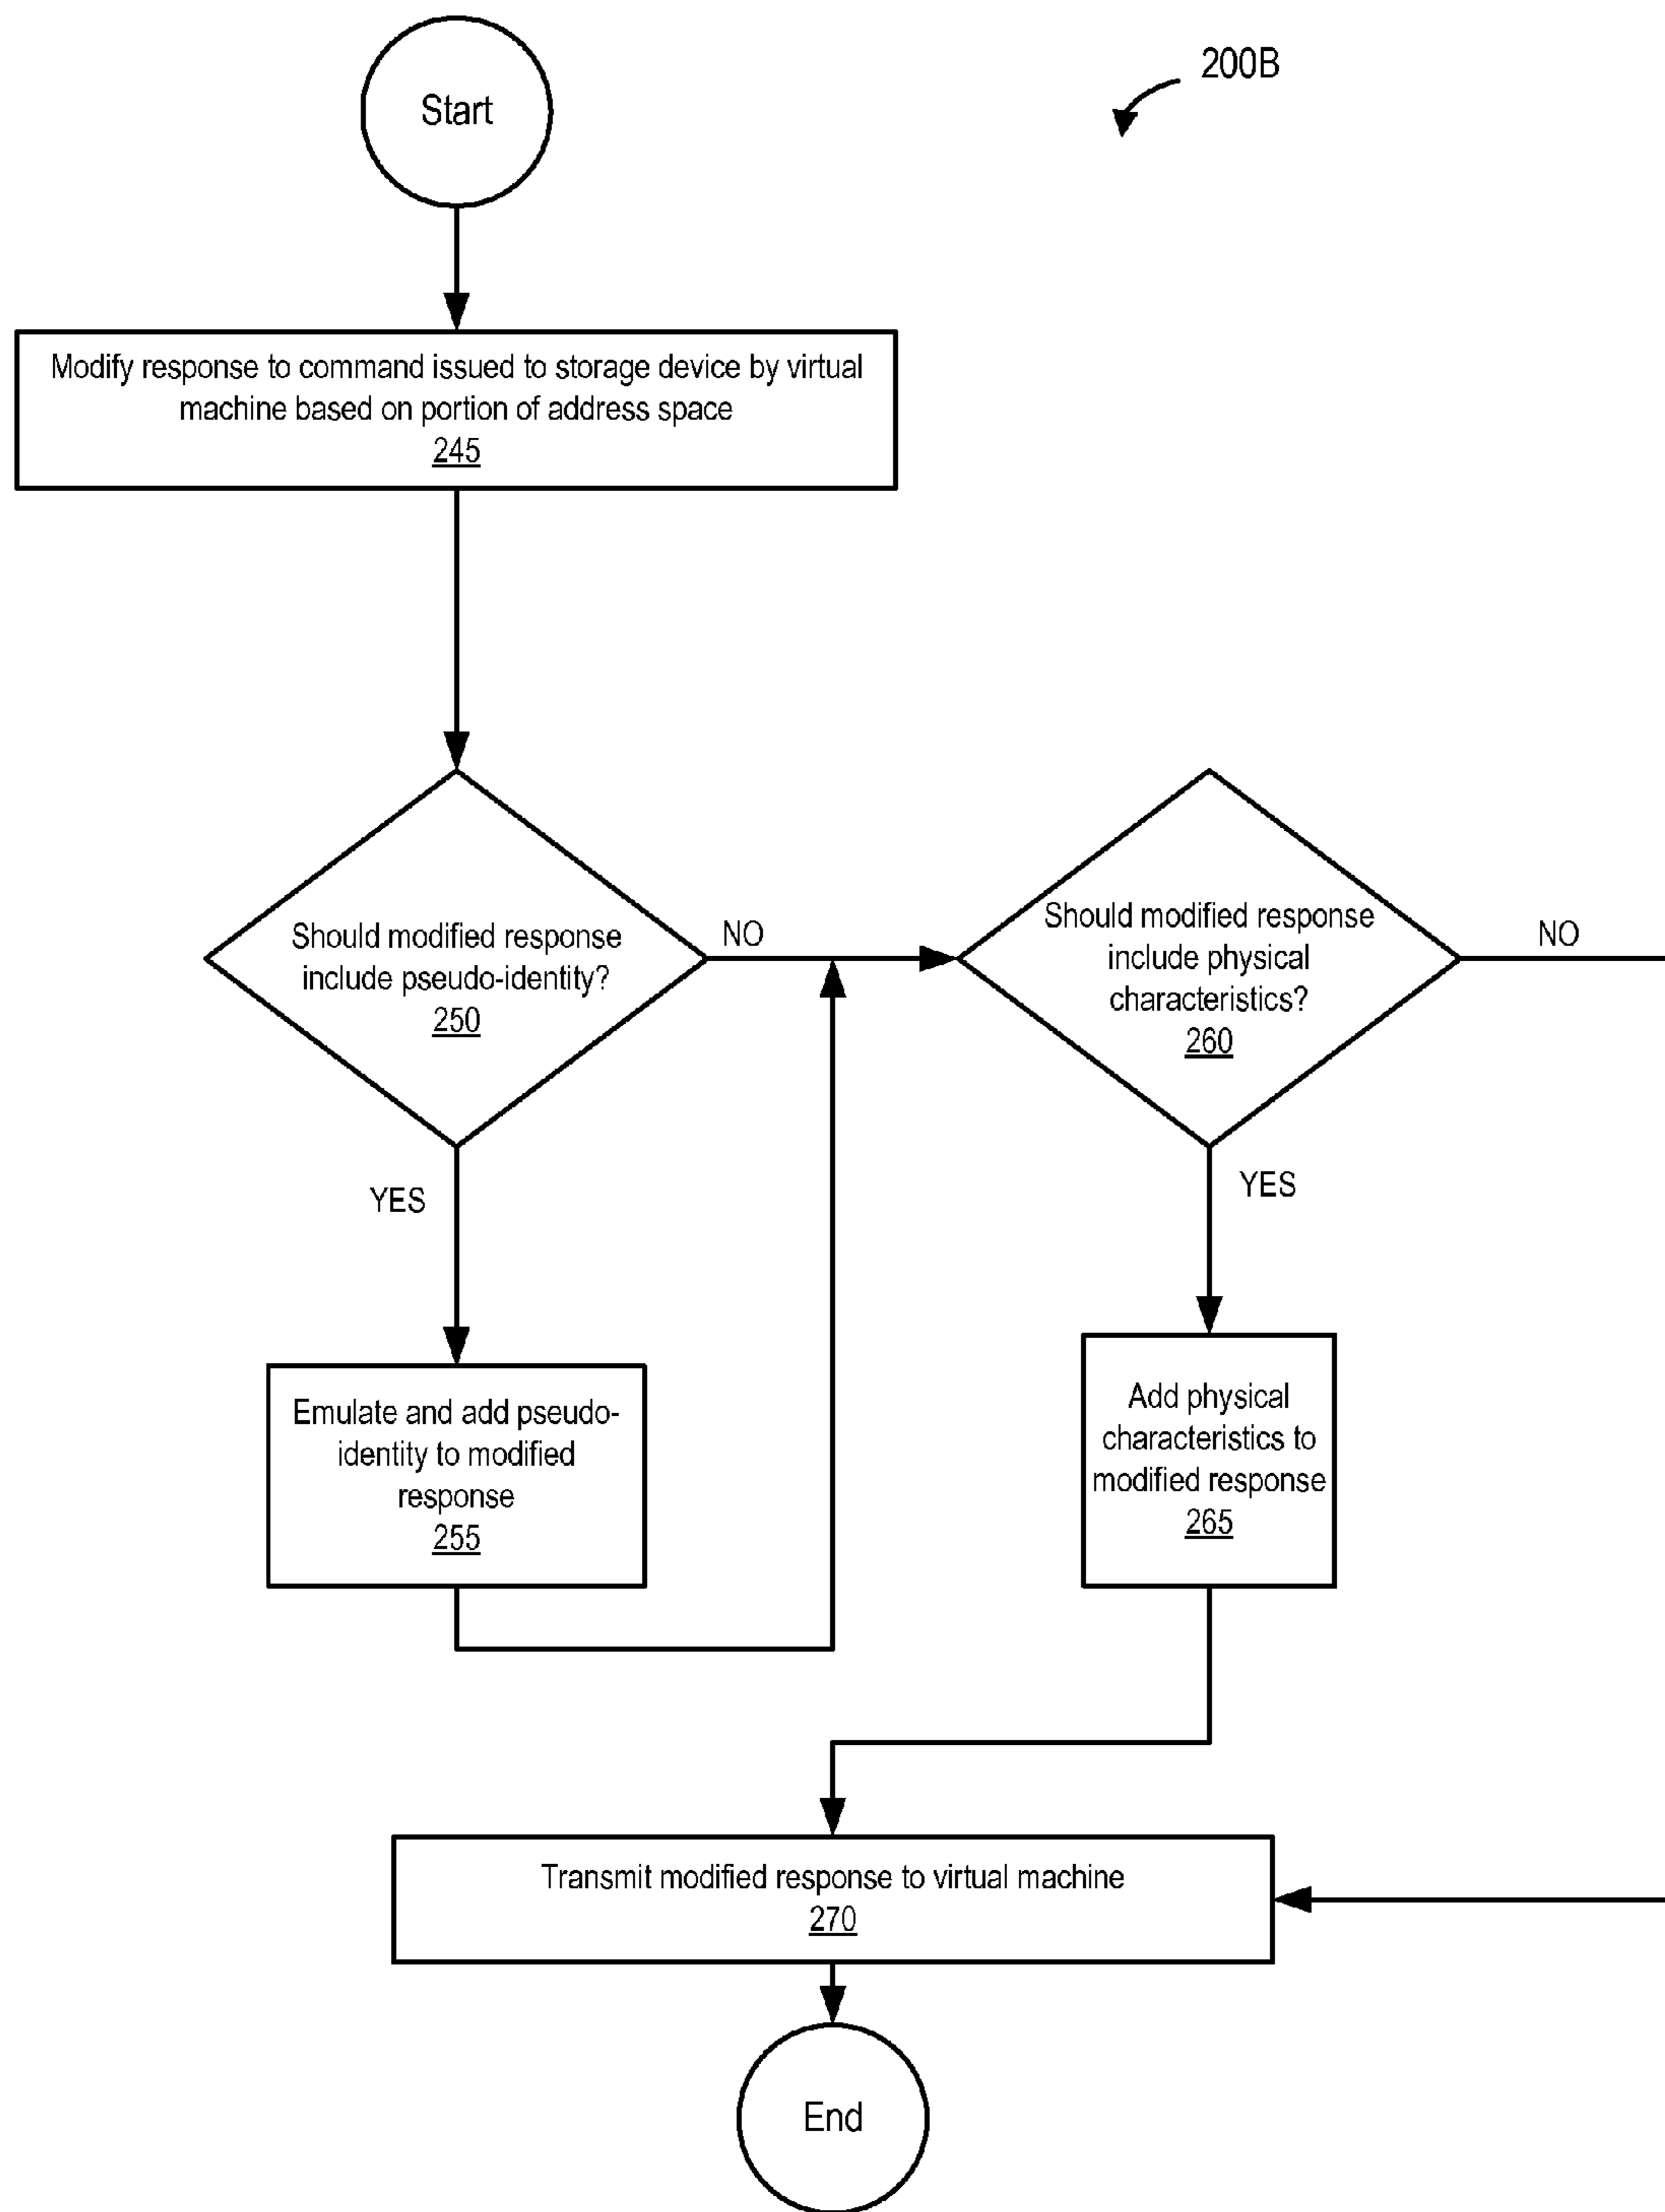 Start
200B
Modify response to command issued to storage device by virtual
machine based on portion of address space
245
Should modified response
include pseudo-identity?
250
NO
YES
Should modified response
include physical
characteristics?
260
NO
YES
Emulate and add pseudo-
identity to modified
response
255
Add physical
characteristics to
modified response
265
Transmit modified response to virtual machine
270
End